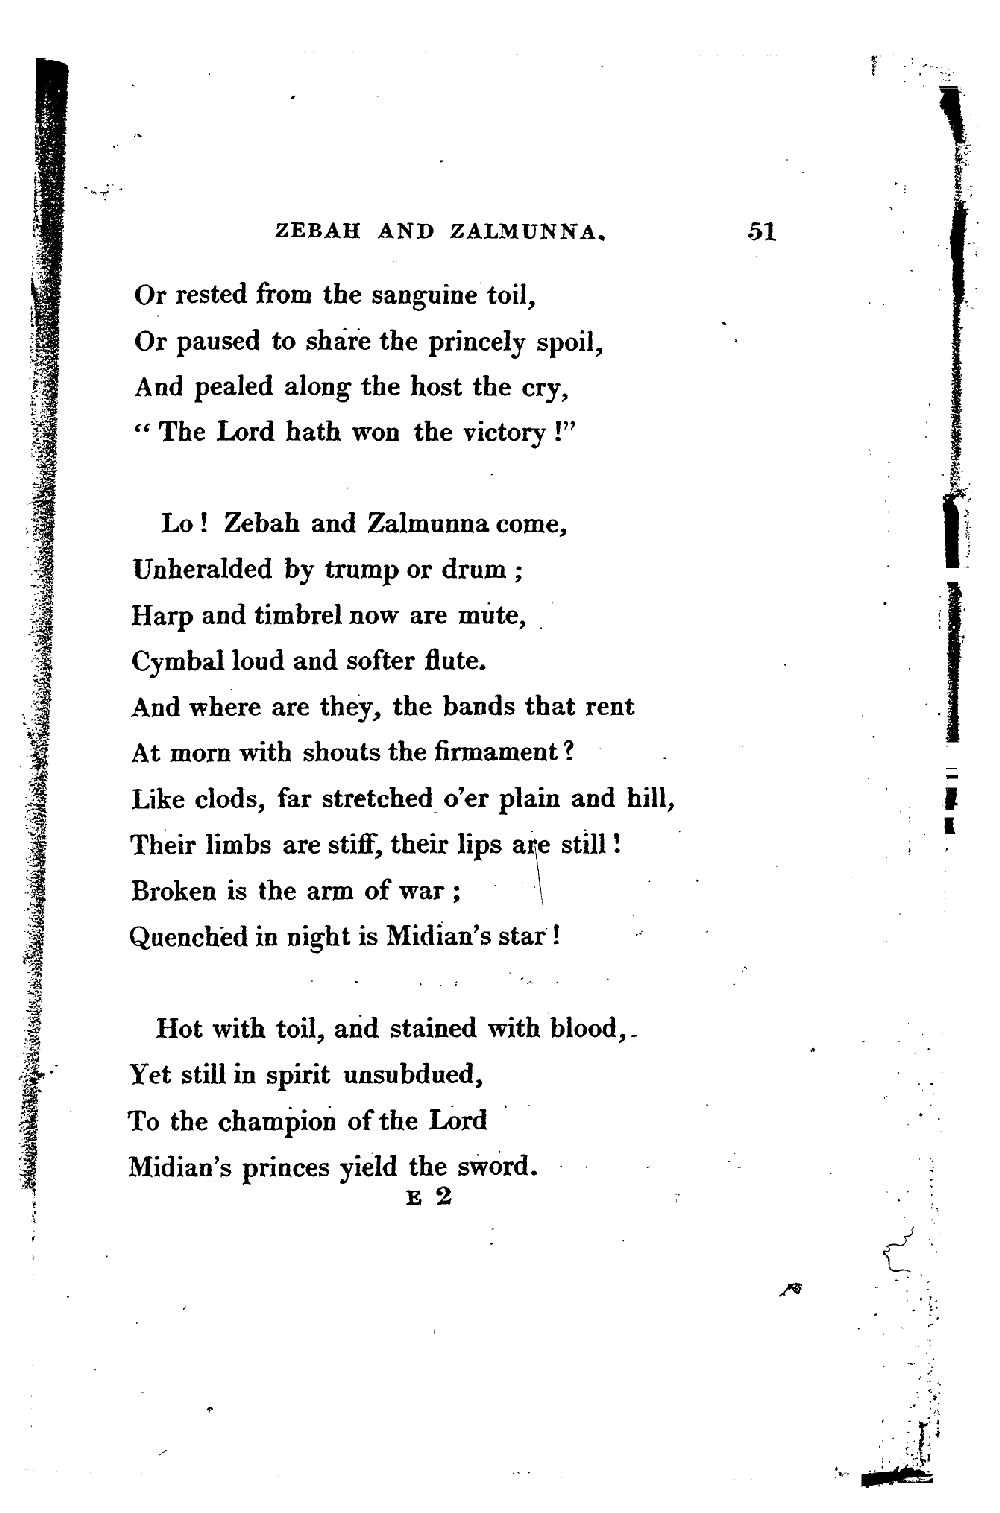 ZEBAH AND ZALMUNNA. 51
Or rested from the sanguine toil,
Or paused to share the princely spoil,
And pealed along the host the cry,
“ The Lord hath won the victory !”
Lo ! Zebah and Zalmunna come,
Unheralded by trump or drum ;
Harp and timbrel now are mute,
Cymbal loud and softer flute.
And where are they, the bands that rent
At morn with shouts the firmament ?
Like clods, far stretched o’er plain and hill,
Their limbs are stiff, their lips are still !
Broken is the arm of war ;
Quenched in night is Midian’s star !
Hot with toil, and stained with blood,
Yet still in spirit unsubdued,
To the champion of the Lord
Midian’s princes yield the sword.
E 2